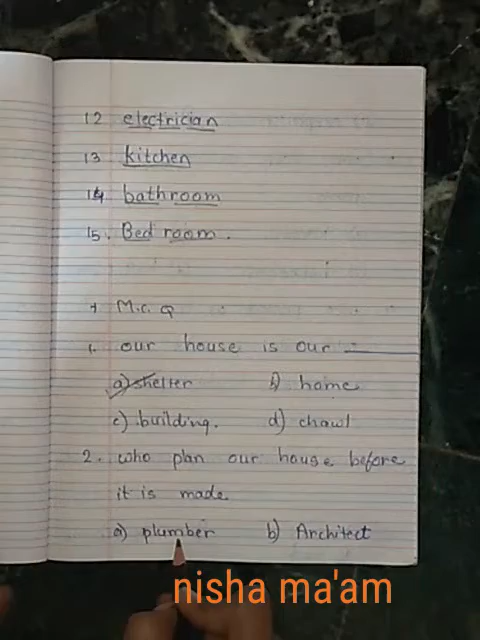 12 electrician
13 kitchen
14 bathroom
15. Bed room.
+ M.C.Q
1. our house is our ___
a) shelter b) home
c) building. d) chawl
2. who plan our house before
it is made
a) plumber b) Architect
nisha ma'am